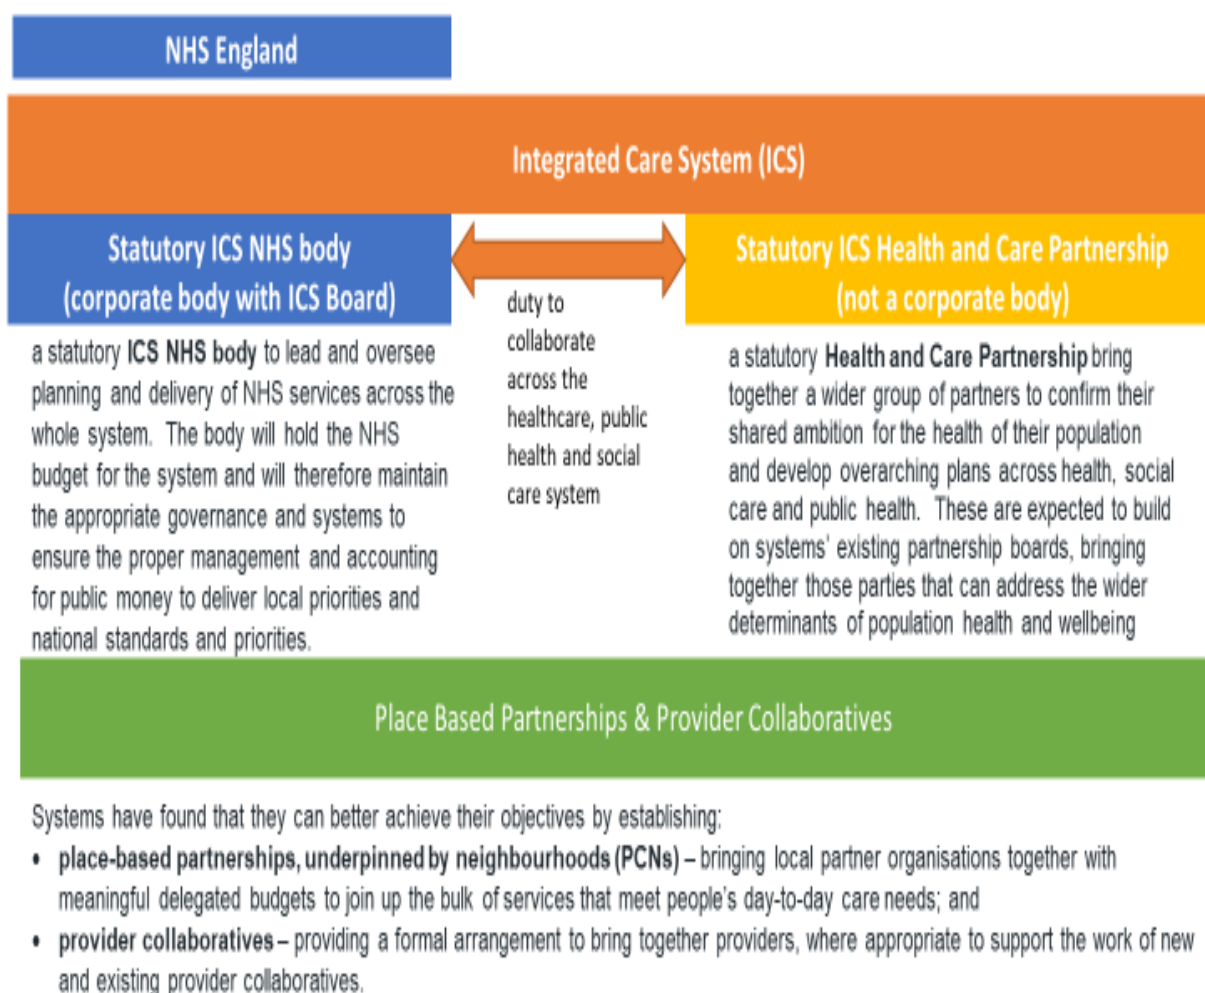 NHS England
Integrated Care System (ICS)
Statutory ICS NHS body
(corporate body with ICS Board)
a statutory ICS NHS body to lead and oversee
planning and delivery of NHS services across the
whole system. The body will hold the NHS
budget for the system and will therefore maintain
the appropriate governance and systems to
ensure the proper management and accounting
for public money to deliver local priorities and
national standards and priorities.
duty to
collaborate
across the
healthcare, public
health and social
care system
Statutory ICS Health and Care Partnership
(not a corporate body)
a statutory Health and Care Partnership bring
together a wider group of partners to confirm their
shared ambition for the health of their population
and develop overarching plans across health, social
care and public health. These are expected to build
on systems' existing partnership boards, bringing
together those parties that can address the wider
determinants of population health and wellbeing
Place Based Partnerships & Provider Collaboratives
Systems have found that they can better achieve their objectives by establishing:
• place-based partnerships, underpinned by neighbourhoods (PCNs) – bringing local partner organisations together with
meaningful delegated budgets to join up the bulk of services that meet people's day-to-day care needs; and
• provider collaboratives – providing a formal arrangement to bring together providers, where appropriate to support the work of new
and existing provider collaboratives.